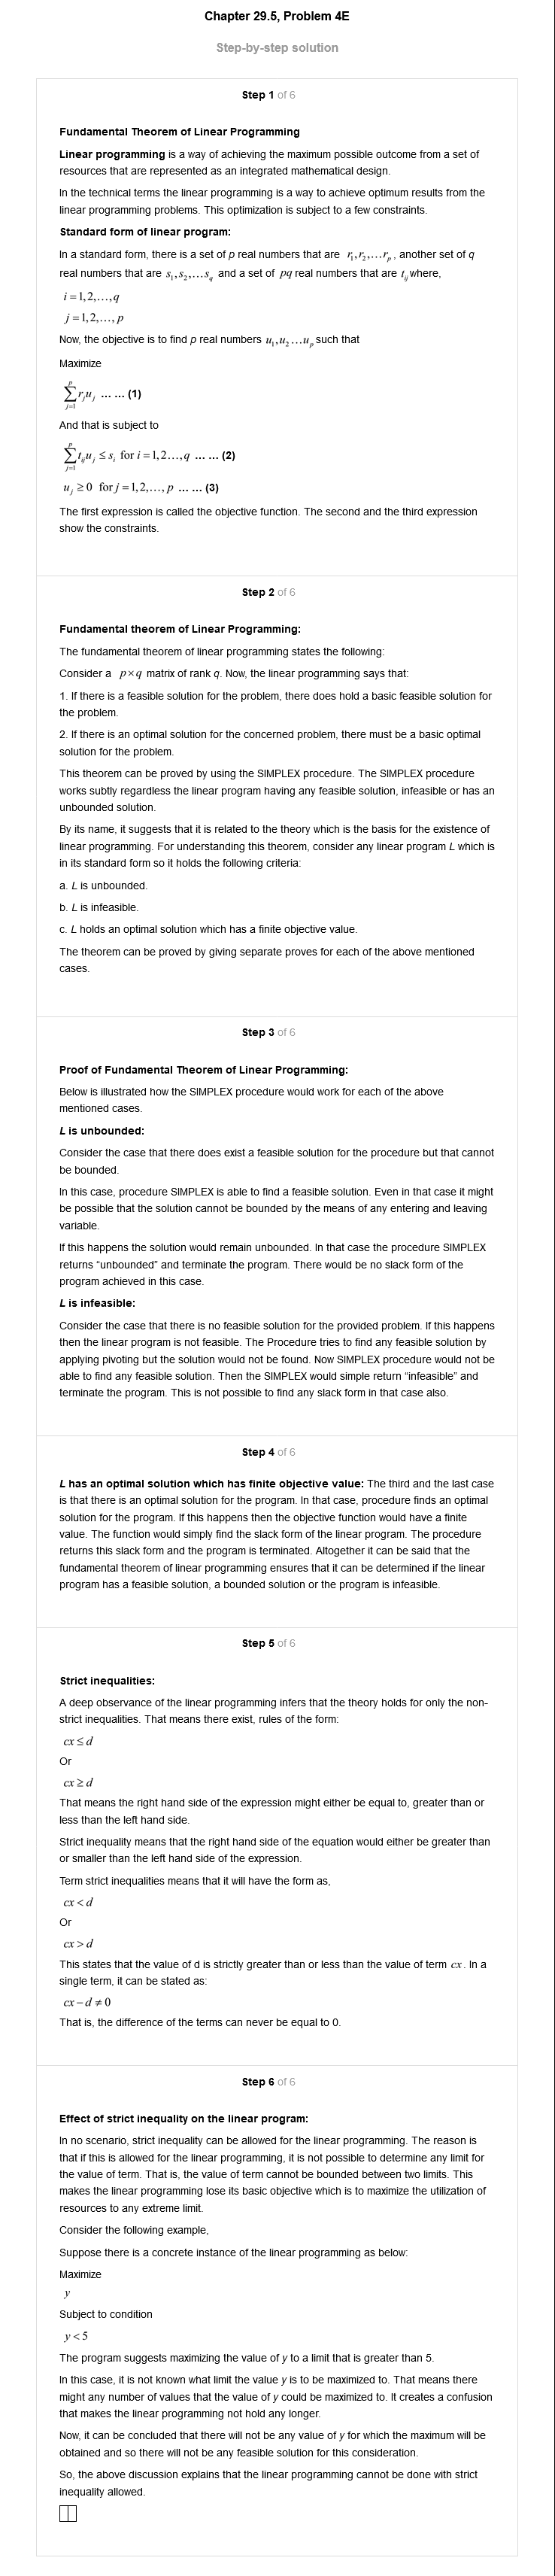 Chapter 29.5, Problem 4E
Step-by-step solution
Step 1 of 6
Fundamental Theorem of Linear Programming
Linear programming is a way of achieving the maximum possible outcome from a set of
resources that are represented as an integrated mathematical design.
In the technical terms the linear programming is a way to achieve optimum results from the
linear programming problems. This optimization is subject to a few constraints.
Standard form of linear program:
In a standard form, there is a set of p real numbers that are r₁,r₂,…r_p, another set of q
real numbers that are s₁,s₂,…s_q and a set of pq real numbers that are t_ij where,
i = 1,2,…,q
j = 1,2,…, p
Now, the objective is to find p real numbers u₁,u₂…u_p such that
Maximize
∑_{j=1}^{p} r_j u_j …… (1)
And that is subject to
∑_{j=1}^{p} t_ij u_j ≤ s_i for i = 1,2…,q …… (2)
u_j ≥ 0 for j = 1,2,…, p …… (3)
The first expression is called the objective function. The second and the third expression
show the constraints.
Step 2 of 6
Fundamental theorem of Linear Programming:
The fundamental theorem of linear programming states the following:
Consider a p×q matrix of rank q. Now, the linear programming says that:
1. If there is a feasible solution for the problem, there does hold a basic feasible solution for
the problem.
2. If there is an optimal solution for the concerned problem, there must be a basic optimal
solution for the problem.
This theorem can be proved by using the SIMPLEX procedure. The SIMPLEX procedure
works subtly regardless the linear program having any feasible solution, infeasible or has an
unbounded solution.
By its name, it suggests that it is related to the theory which is the basis for the existence of
linear programming. For understanding this theorem, consider any linear program L which is
in its standard form so it holds the following criteria:
a. L is unbounded.
b. L is infeasible.
c. L holds an optimal solution which has a finite objective value.
The theorem can be proved by giving separate proves for each of the above mentioned
cases.
Step 3 of 6
Proof of Fundamental Theorem of Linear Programming:
Below is illustrated how the SIMPLEX procedure would work for each of the above
mentioned cases.
L is unbounded:
Consider the case that there does exist a feasible solution for the procedure but that cannot
be bounded.
In this case, procedure SIMPLEX is able to find a feasible solution. Even in that case it might
be possible that the solution cannot be bounded by the means of any entering and leaving
variable.
If this happens the solution would remain unbounded. In that case the procedure SIMPLEX
returns “unbounded” and terminate the program. There would be no slack form of the
program achieved in this case.
L is infeasible:
Consider the case that there is no feasible solution for the provided problem. If this happens
then the linear program is not feasible. The Procedure tries to find any feasible solution by
applying pivoting but the solution would not be found. Now SIMPLEX procedure would not be
able to find any feasible solution. Then the SIMPLEX would simple return “infeasible” and
terminate the program. This is not possible to find any slack form in that case also.
Step 4 of 6
L has an optimal solution which has finite objective value: The third and the last case
is that there is an optimal solution for the program. In that case, procedure finds an optimal
solution for the program. If this happens then the objective function would have a finite
value. The function would simply find the slack form of the linear program. The procedure
returns this slack form and the program is terminated. Altogether it can be said that the
fundamental theorem of linear programming ensures that it can be determined if the linear
program has a feasible solution, a bounded solution or the program is infeasible.
Step 5 of 6
Strict inequalities:
A deep observance of the linear programming infers that the theory holds for only the non-
strict inequalities. That means there exist, rules of the form:
cx ≤ d
Or
cx ≥ d
That means the right hand side of the expression might either be equal to, greater than or
less than the left hand side.
Strict inequality means that the right hand side of the equation would either be greater than
or smaller than the left hand side of the expression.
Term strict inequalities means that it will have the form as,
cx < d
Or
cx > d
This states that the value of d is strictly greater than or less than the value of term cx. In a
single term, it can be stated as:
cx − d ≠ 0
That is, the difference of the terms can never be equal to 0.
Step 6 of 6
Effect of strict inequality on the linear program:
In no scenario, strict inequality can be allowed for the linear programming. The reason is
that if this is allowed for the linear programming, it is not possible to determine any limit for
the value of term. That is, the value of term cannot be bounded between two limits. This
makes the linear programming lose its basic objective which is to maximize the utilization of
resources to any extreme limit.
Consider the following example,
Suppose there is a concrete instance of the linear programming as below:
Maximize
y
Subject to condition
y < 5
The program suggests maximizing the value of y to a limit that is greater than 5.
In this case, it is not known what limit the value y is to be maximized to. That means there
might any number of values that the value of y could be maximized to. It creates a confusion
that makes the linear programming not hold any longer.
Now, it can be concluded that there will not be any value of y for which the maximum will be
obtained and so there will not be any feasible solution for this consideration.
So, the above discussion explains that the linear programming cannot be done with strict
inequality allowed.